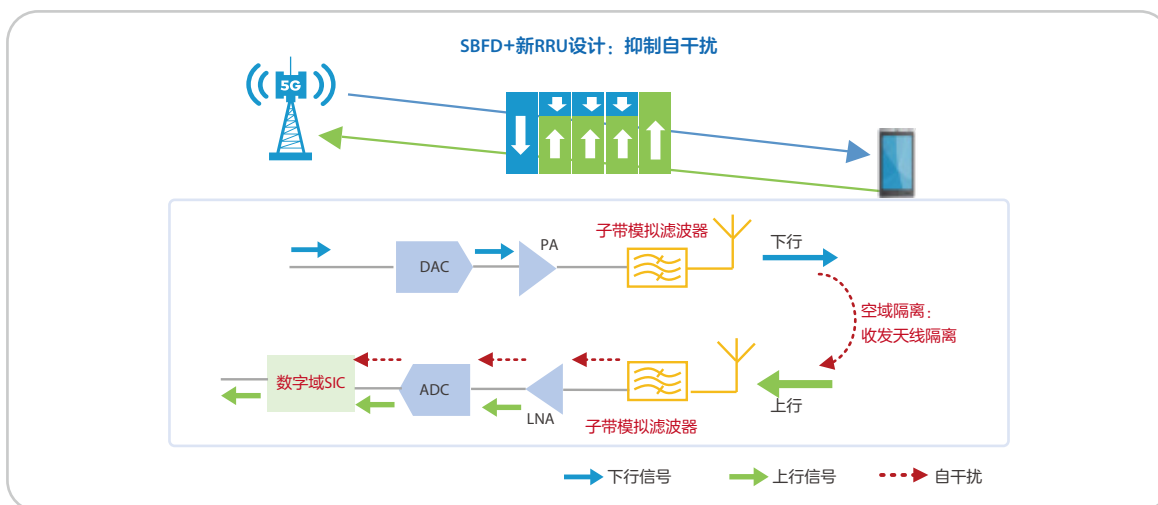 SBFD+新RRU设计：抑制自干扰
5G
子带模拟滤波器
PA
下行
DAC
空域隔离：
收发天线隔离
数字域SIC
ADC
LNA
上行
子带模拟滤波器
下行信号
上行信号
自干扰